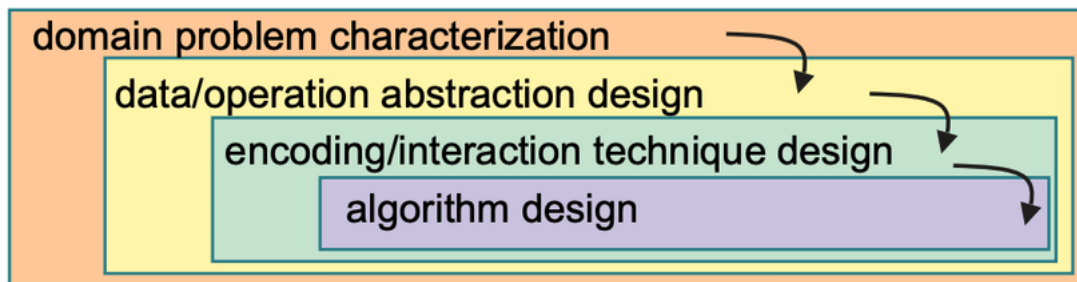 domain problem characterization
data/operation abstraction design
encoding/interaction technique design
algorithm design